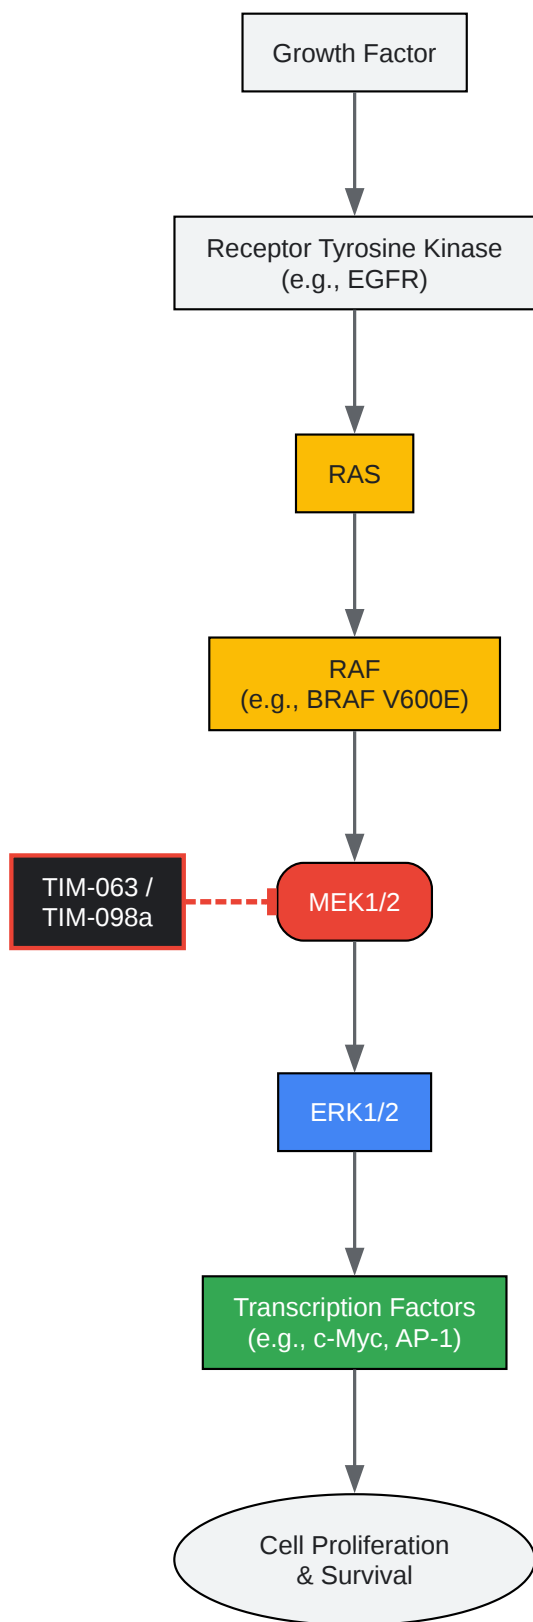 Growth Factor
Receptor Tyrosine Kinase
(e.g., EGFR)
RAS
RAF
(e.g., BRAF V600E)
TIM-063 /
TIM-098a
MEK1/2
ERK1/2
Transcription Factors
(e.g., c-Myc, AP-1)
Cell Proliferation
& Survival